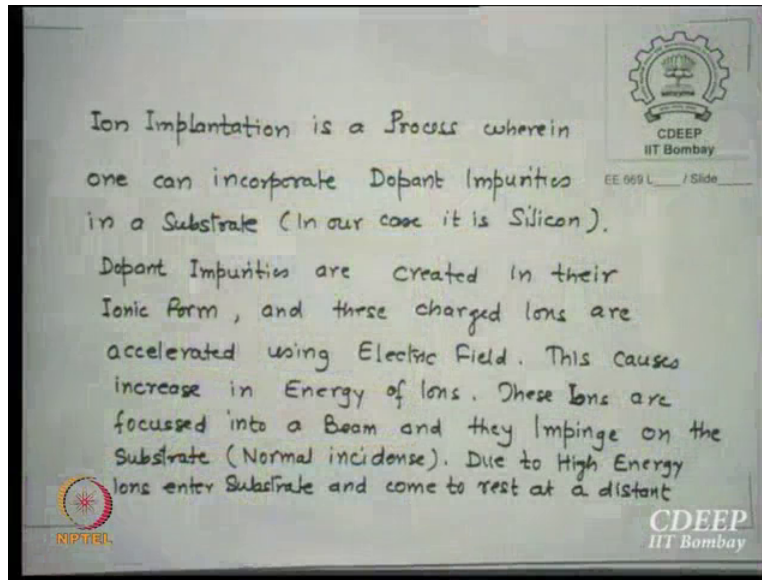 CDEEP
IIT Bombay
EE 669 L____ / Slide____
Ion Implantation is a Process wherein
one can incorporate Dopant Impurities
in a Substrate (In our case it is Silicon).
Dopant Impurities are created in their
Ionic Form, and these charged Ions are
accelerated using Electric Field. This causes
increase in Energy of Ions. These Ions are
focussed into a Beam and they Impinge on the
Substrate (Normal incidense). Due to High Energy
Ions enter Substrate and come to rest at a distant
NPTEL
CDEEP
IIT Bombay